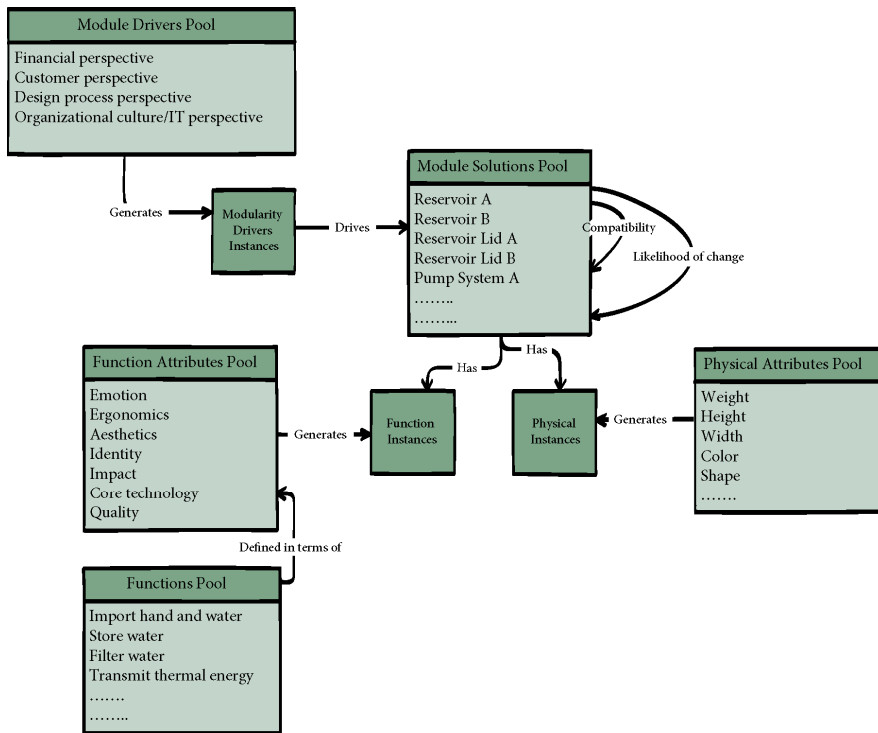 Module Drivers Pool
Financial perspective
Customer perspective
Design process perspective
Organizational culture/IT perspective
Generates
Modularity
Drivers
Instances
Drives
Module Solutions Pool
Reservoir A
Reservoir B
Reservoir Lid A
Reservoir Lid B
Pump System A
……..
……...
Compatibility
Likelihood of change
Has
Has
Function Attributes Pool
Emotion
Ergonomics
Aesthetics
Identity
Impact
Core technology
Quality
Generates
Function
Instances
Physical
Instances
Generates
Physical Attributes Pool
Weight
Height
Width
Color
Shape
…….
Defined in terms of
Functions Pool
Import hand and water
Store water
Filter water
Transmit thermal energy
…….
……..